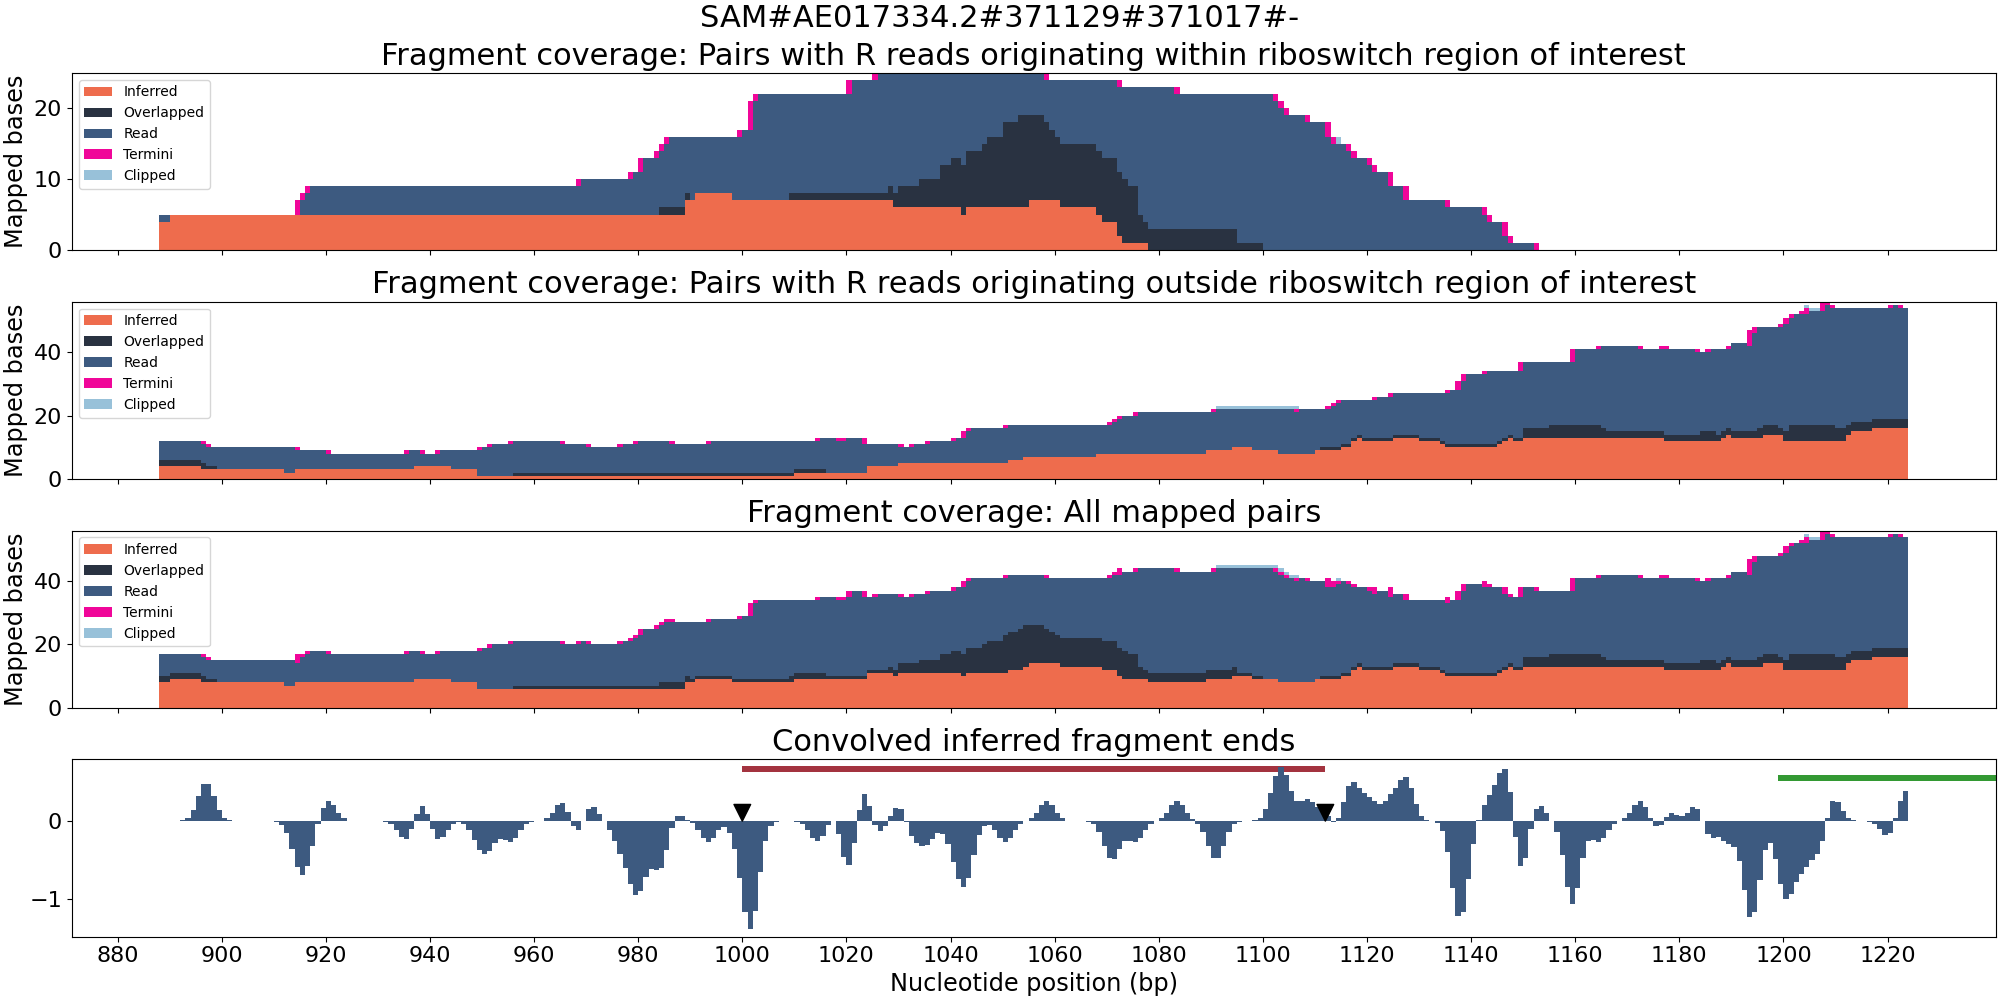 SAM#AE017334.2#371129#371017#-
Fragment coverage: Pairs with R reads originating within riboswitch region of interest
Mapped bases
20
10
0
Inferred
Overlapped
Read
Termini
Clipped
Fragment coverage: Pairs with R reads originating outside riboswitch region of interest
Mapped bases
40
20
0
Inferred
Overlapped
Read
Termini
Clipped
Fragment coverage: All mapped pairs
Mapped bases
40
20
0
Inferred
Overlapped
Read
Termini
Clipped
Convolved inferred fragment ends
0
−1
880 900 920 940 960 980 1000 1020 1040 1060 1080 1100 1120 1140 1160 1180 1200 1220
Nucleotide position (bp)